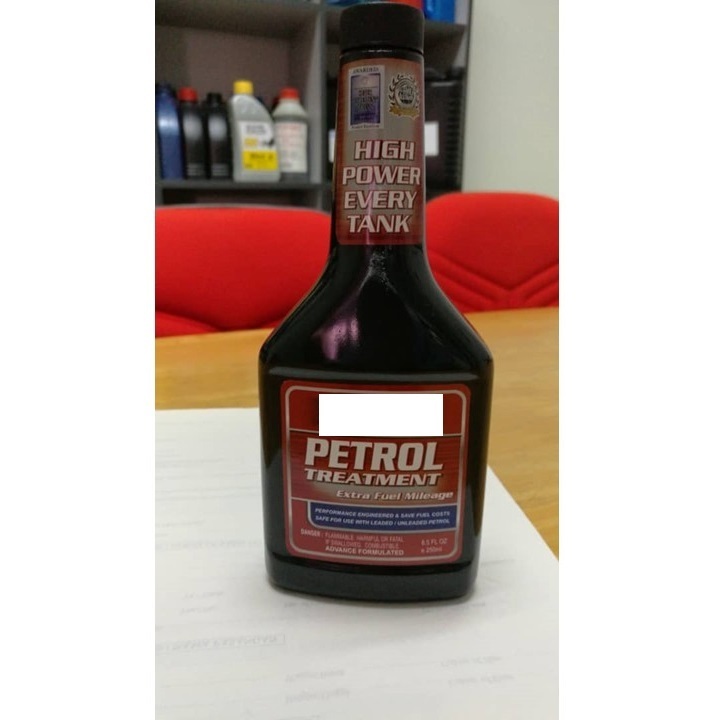 HIGH
POWER
EVERY
TANK
PETROL
TREATMENT
Extra Fuel Mileage
PERFORMANCE ENGINEERED & SAVE FUEL COSTS
SAFE FOR USE WITH LEADED / UNLEADED PETROL
DANGER : FLAMMABLE. HARMFUL OR FATAL
IF SWALLOWED. COMBUSTIBLE
ADVANCE FORMULATED
8.5 FL OZ
250ml